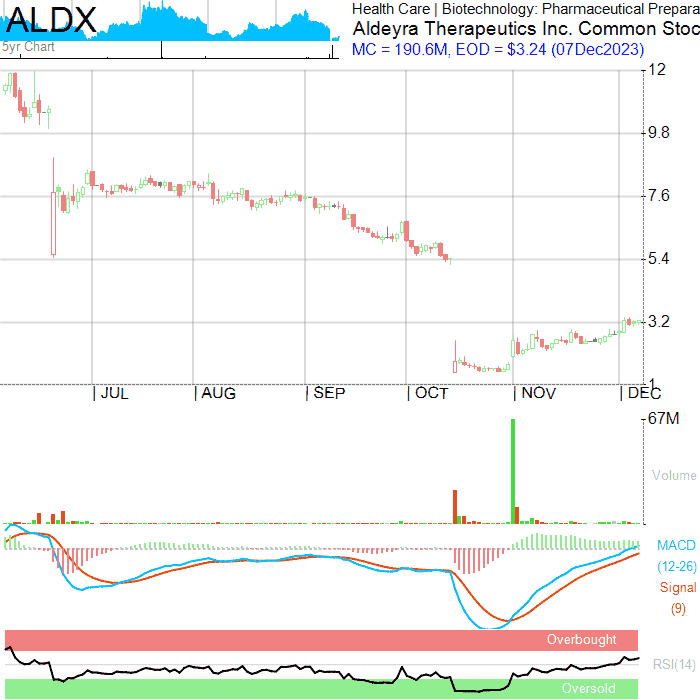 ALDX
5yr Chart
Health Care | Biotechnology: Pharmaceutical Prepara
Aldeyra Therapeutics Inc. Common Stoc
MC = 190.6M, EOD = $3.24 (07Dec2023)
12
9.8
7.6
5.4
3.2
1
JUL
AUG
SEP
OCT
NOV
DEC
67M
Volume
MACD
(12-26)
Signal
(9)
Overbought
RSI(14)
Oversold